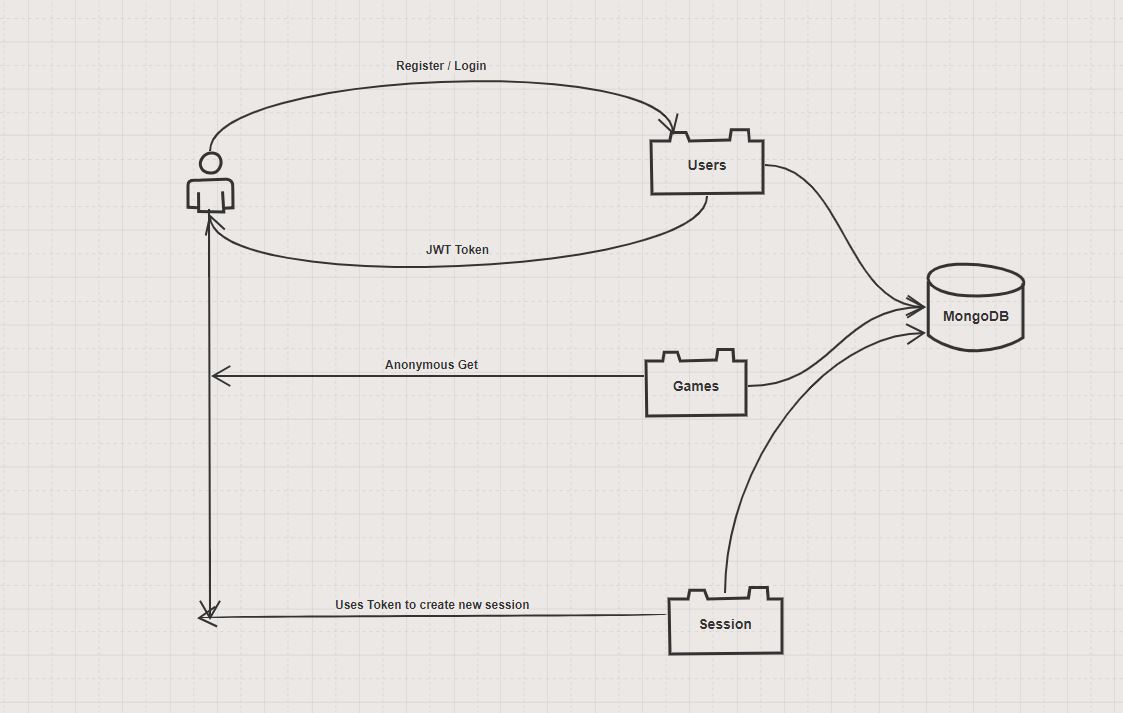 Register / Login
Users
JWT Token
MongoDB
Anonymous Get
Games
Uses Token to create new session
Session